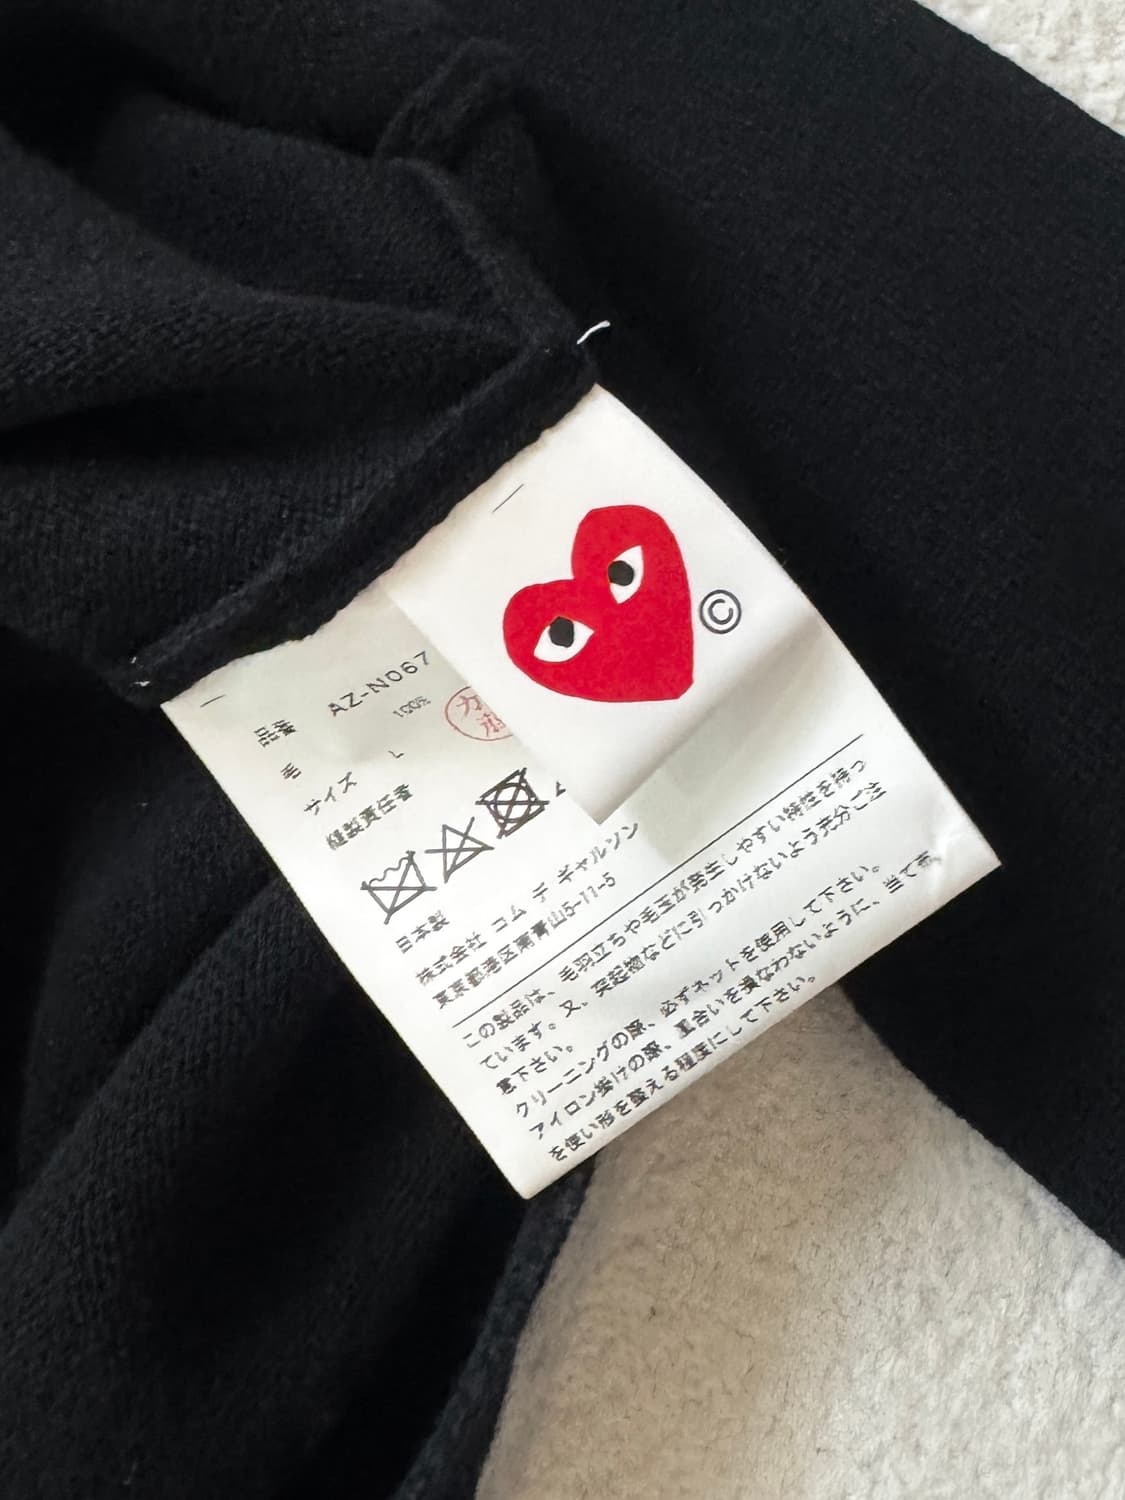 ©
品番 AZ-N067
毛 100%
サイズ L
縫製責任者
日本製
株式会社 コム デ ギャルソン
東京都港区南青山5-11-5
この製品は、毛羽立ちや毛玉が発生しやすい特性を持っ
ています。又、突起物などに引っかけないよう充分ご注
意下さい。
クリーニングの際、必ずネットを使用して下さい。
アイロン掛けの際、風合いを損なわないように、当て布
を使い形を整える程度にして下さい。